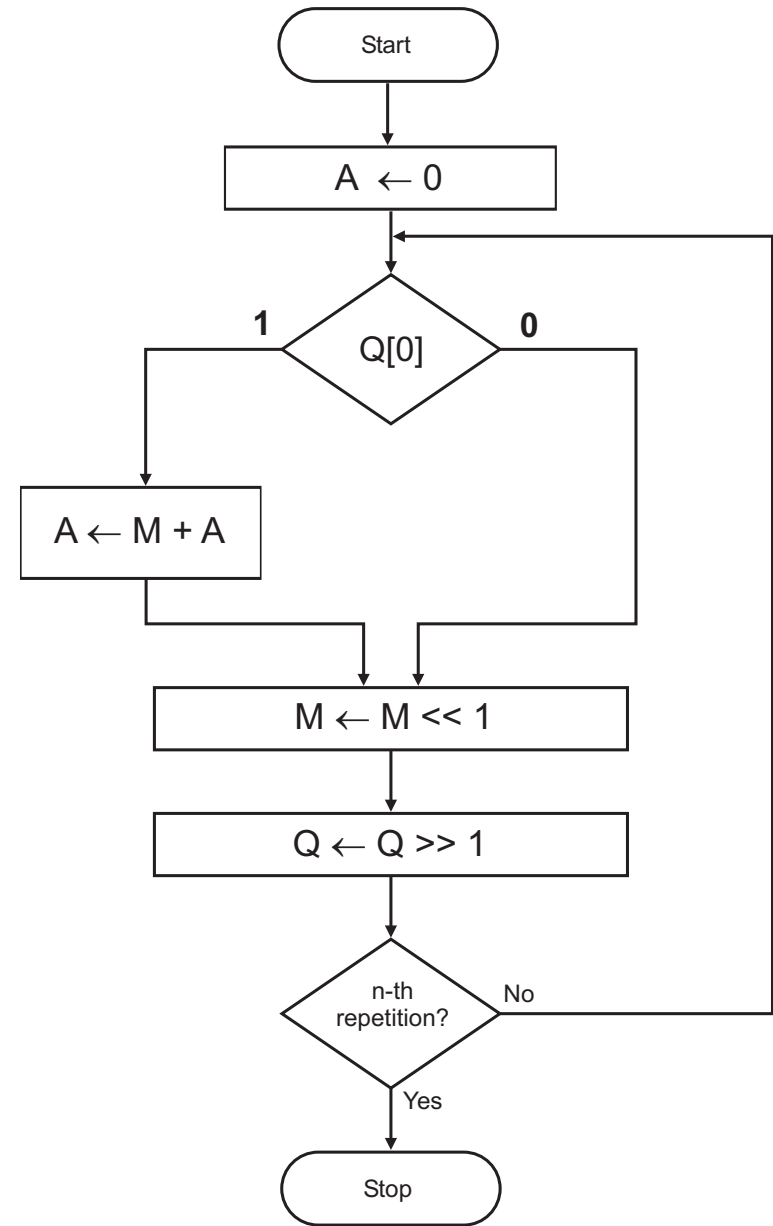 Start
A ← 0
1
0
Q[0]
A ← M + A
M ← M << 1
Q ← Q >> 1
n-th
repetition?
No
Yes
Stop